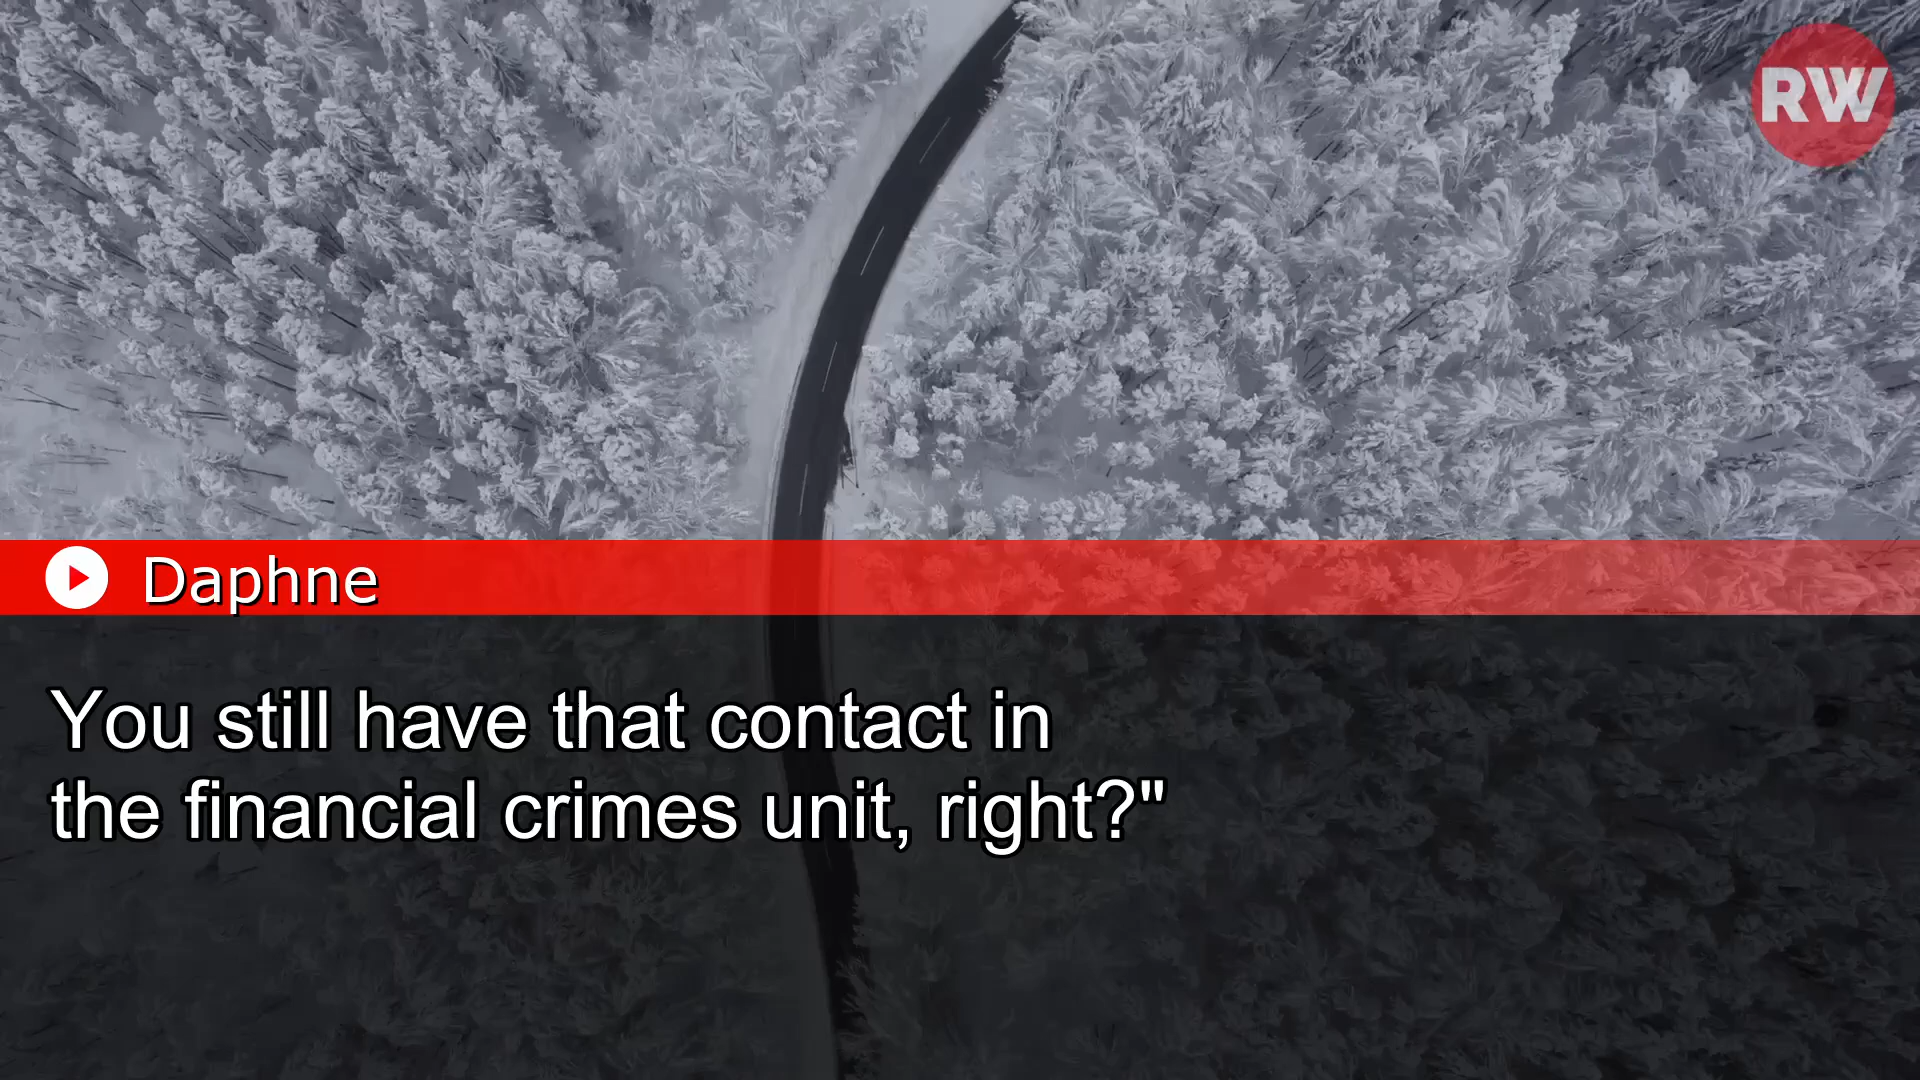 RW
Daphne
You still have that contact in
the financial crimes unit, right?"